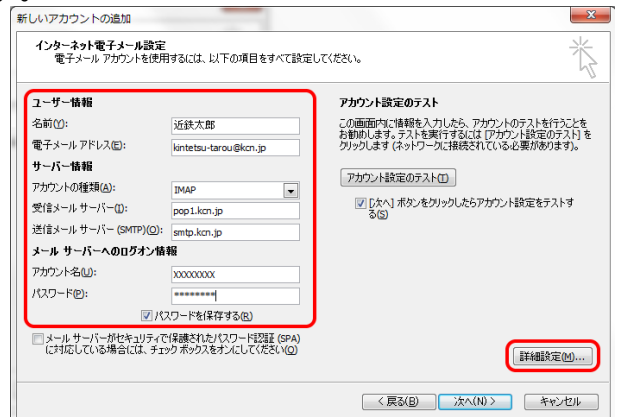 新しいアカウントの追加
インターネット電子メール設定
電子メール アカウントを使用するには、以下の項目をすべて設定してください。
ユーザー情報
名前(Y):
近鉄太郎
電子メール アドレス(E):
kintetsu-tarou@kcn.jp
サーバー情報
アカウントの種類(A):
IMAP
受信メール サーバー(I):
pop1.kcn.jp
送信メール サーバー (SMTP)(O):
smtp.kcn.jp
メール サーバーへのログオン情報
アカウント名(U):
XXXXXXXX
パスワード(P):
********
パスワードを保存する(R)
メール サーバーがセキュリティで保護されたパスワード認証 (SPA)
に対応している場合には、チェック ボックスをオンにしてください(Q)
アカウント設定のテスト
この画面内に情報を入力したら、アカウントのテストを行うことを
お勧めします。テストを実行するには [アカウント設定のテスト] を
クリックします (ネットワークに接続されている必要があります)。
アカウント設定のテスト(T)
[次へ] ボタンをクリックしたらアカウント設定をテストす
る(S)
詳細設定(M)...
< 戻る(B)
次へ(N) >
キャンセル